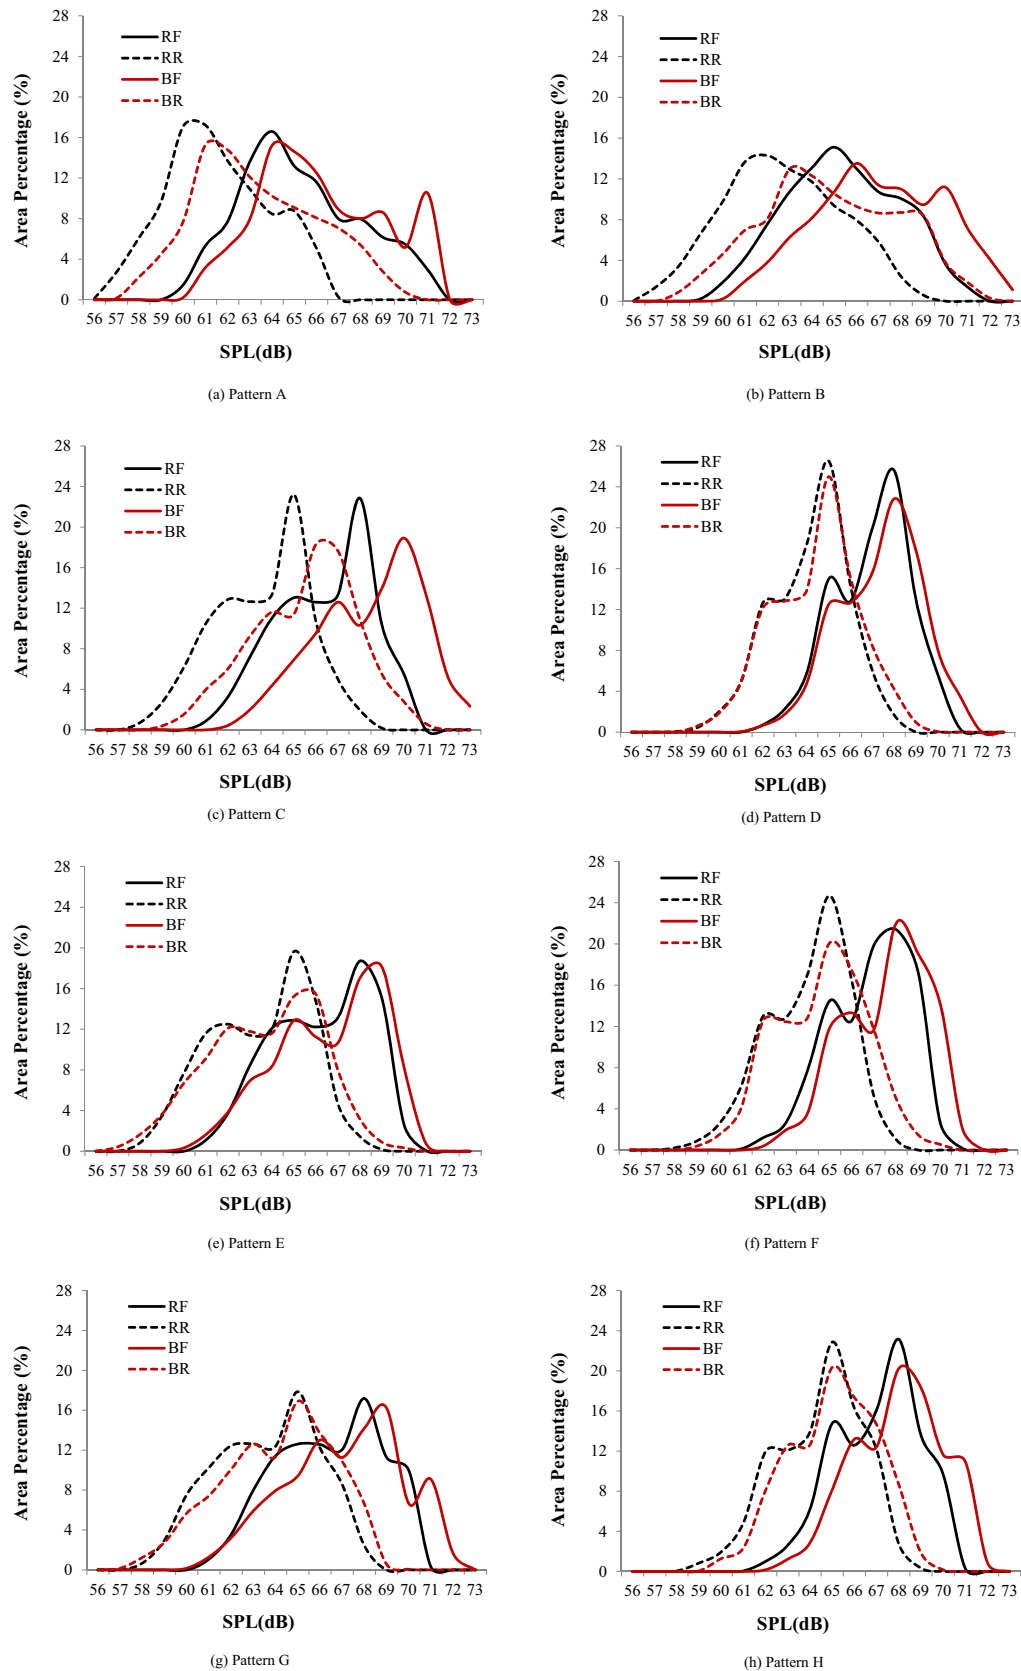 28
24
20
16
12
8
4
0
Area Percentage (%)
RF
RR
BF
BR
56 57 58 59 60 61 62 63 64 65 66 67 68 69 70 71 72 73
SPL(dB)
(a) Pattern A
28
24
20
16
12
8
4
0
Area Percentage (%)
RF
RR
BF
BR
56 57 58 59 60 61 62 63 64 65 66 67 68 69 70 71 72 73
SPL(dB)
(b) Pattern B
28
24
20
16
12
8
4
0
Area Percentage (%)
RF
RR
BF
BR
56 57 58 59 60 61 62 63 64 65 66 67 68 69 70 71 72 73
SPL(dB)
(c) Pattern C
28
24
20
16
12
8
4
0
Area Percentage (%)
RF
RR
BF
BR
56 57 58 59 60 61 62 63 64 65 66 67 68 69 70 71 72 73
SPL(dB)
(d) Pattern D
28
24
20
16
12
8
4
0
Area Percentage (%)
RF
RR
BF
BR
56 57 58 59 60 61 62 63 64 65 66 67 68 69 70 71 72 73
SPL(dB)
(e) Pattern E
28
24
20
16
12
8
4
0
Area Percentage (%)
RF
RR
BF
BR
56 57 58 59 60 61 62 63 64 65 66 67 68 69 70 71 72 73
SPL(dB)
(f) Pattern F
28
24
20
16
12
8
4
0
Area Percentage (%)
RF
RR
BF
BR
56 57 58 59 60 61 62 63 64 65 66 67 68 69 70 71 72 73
SPL(dB)
(g) Pattern G
28
24
20
16
12
8
4
0
Area Percentage (%)
RF
RR
BF
BR
56 57 58 59 60 61 62 63 64 65 66 67 68 69 70 71 72 73
SPL(dB)
(h) Pattern H